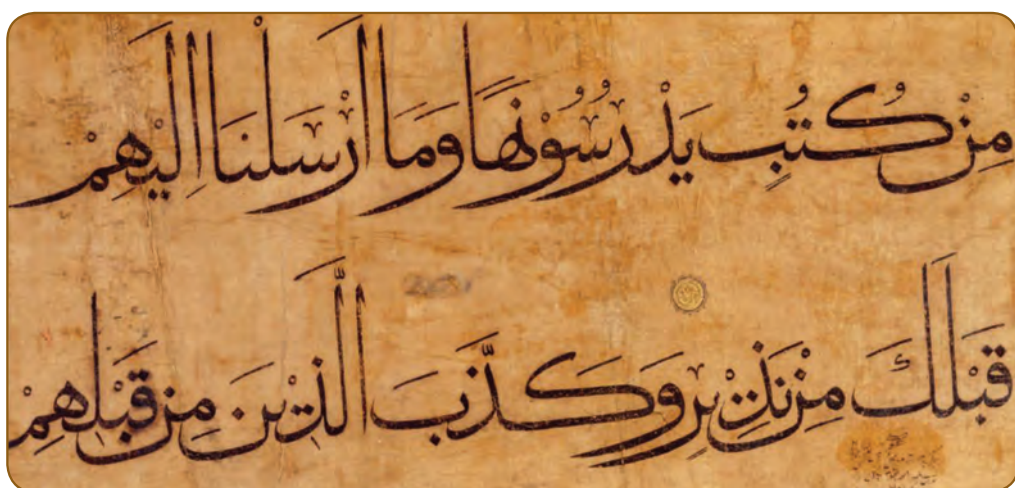 مِنْ كُتُبٍ يَدْرُسُونَهَا وَمَا أَرْسَلْنَا إِلَيْهِمْ
قَبْلَكَ مِنْ نَذِيرٍ وَكَذَّبَ الَّذِينَ مِنْ قَبْلِهِمْ